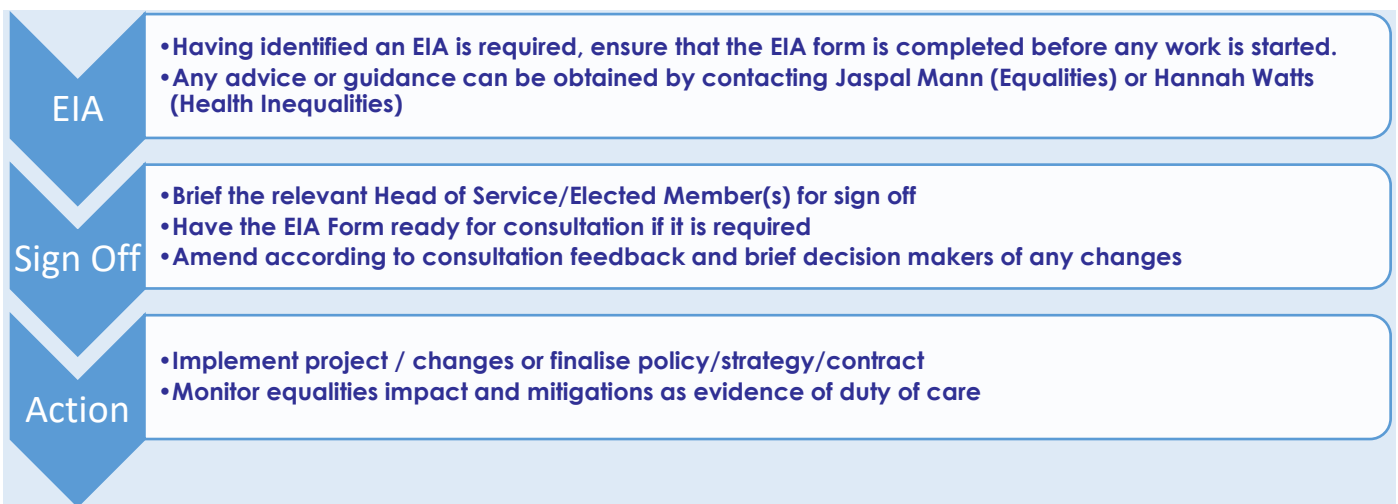 EIA
•Having identified an EIA is required, ensure that the EIA form is completed before any work is started.
•Any advice or guidance can be obtained by contacting Jaspal Mann (Equalities) or Hannah Watts
(Health Inequalities)
Sign Off
•Brief the relevant Head of Service/Elected Member(s) for sign off
•Have the EIA Form ready for consultation if it is required
•Amend according to consultation feedback and brief decision makers of any changes
Action
•Implement project / changes or finalise policy/strategy/contract
•Monitor equalities impact and mitigations as evidence of duty of care